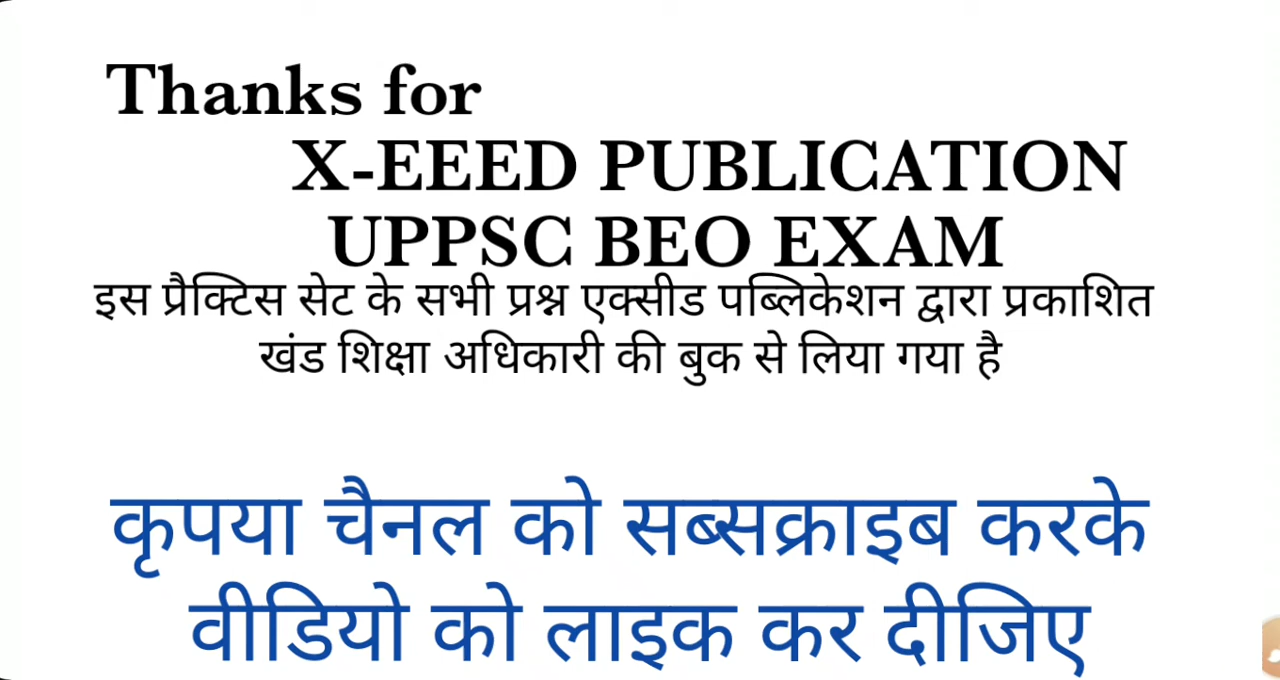 Thanks for
X-EEED PUBLICATION
UPPSC BEO EXAM
इस प्रैक्टिस सेट के सभी प्रश्न एक्सीड पब्लिकेशन द्वारा प्रकाशित
खंड शिक्षा अधिकारी की बुक से लिया गया है
कृपया चैनल को सब्सक्राइब करके
वीडियो को लाइक कर दीजिए